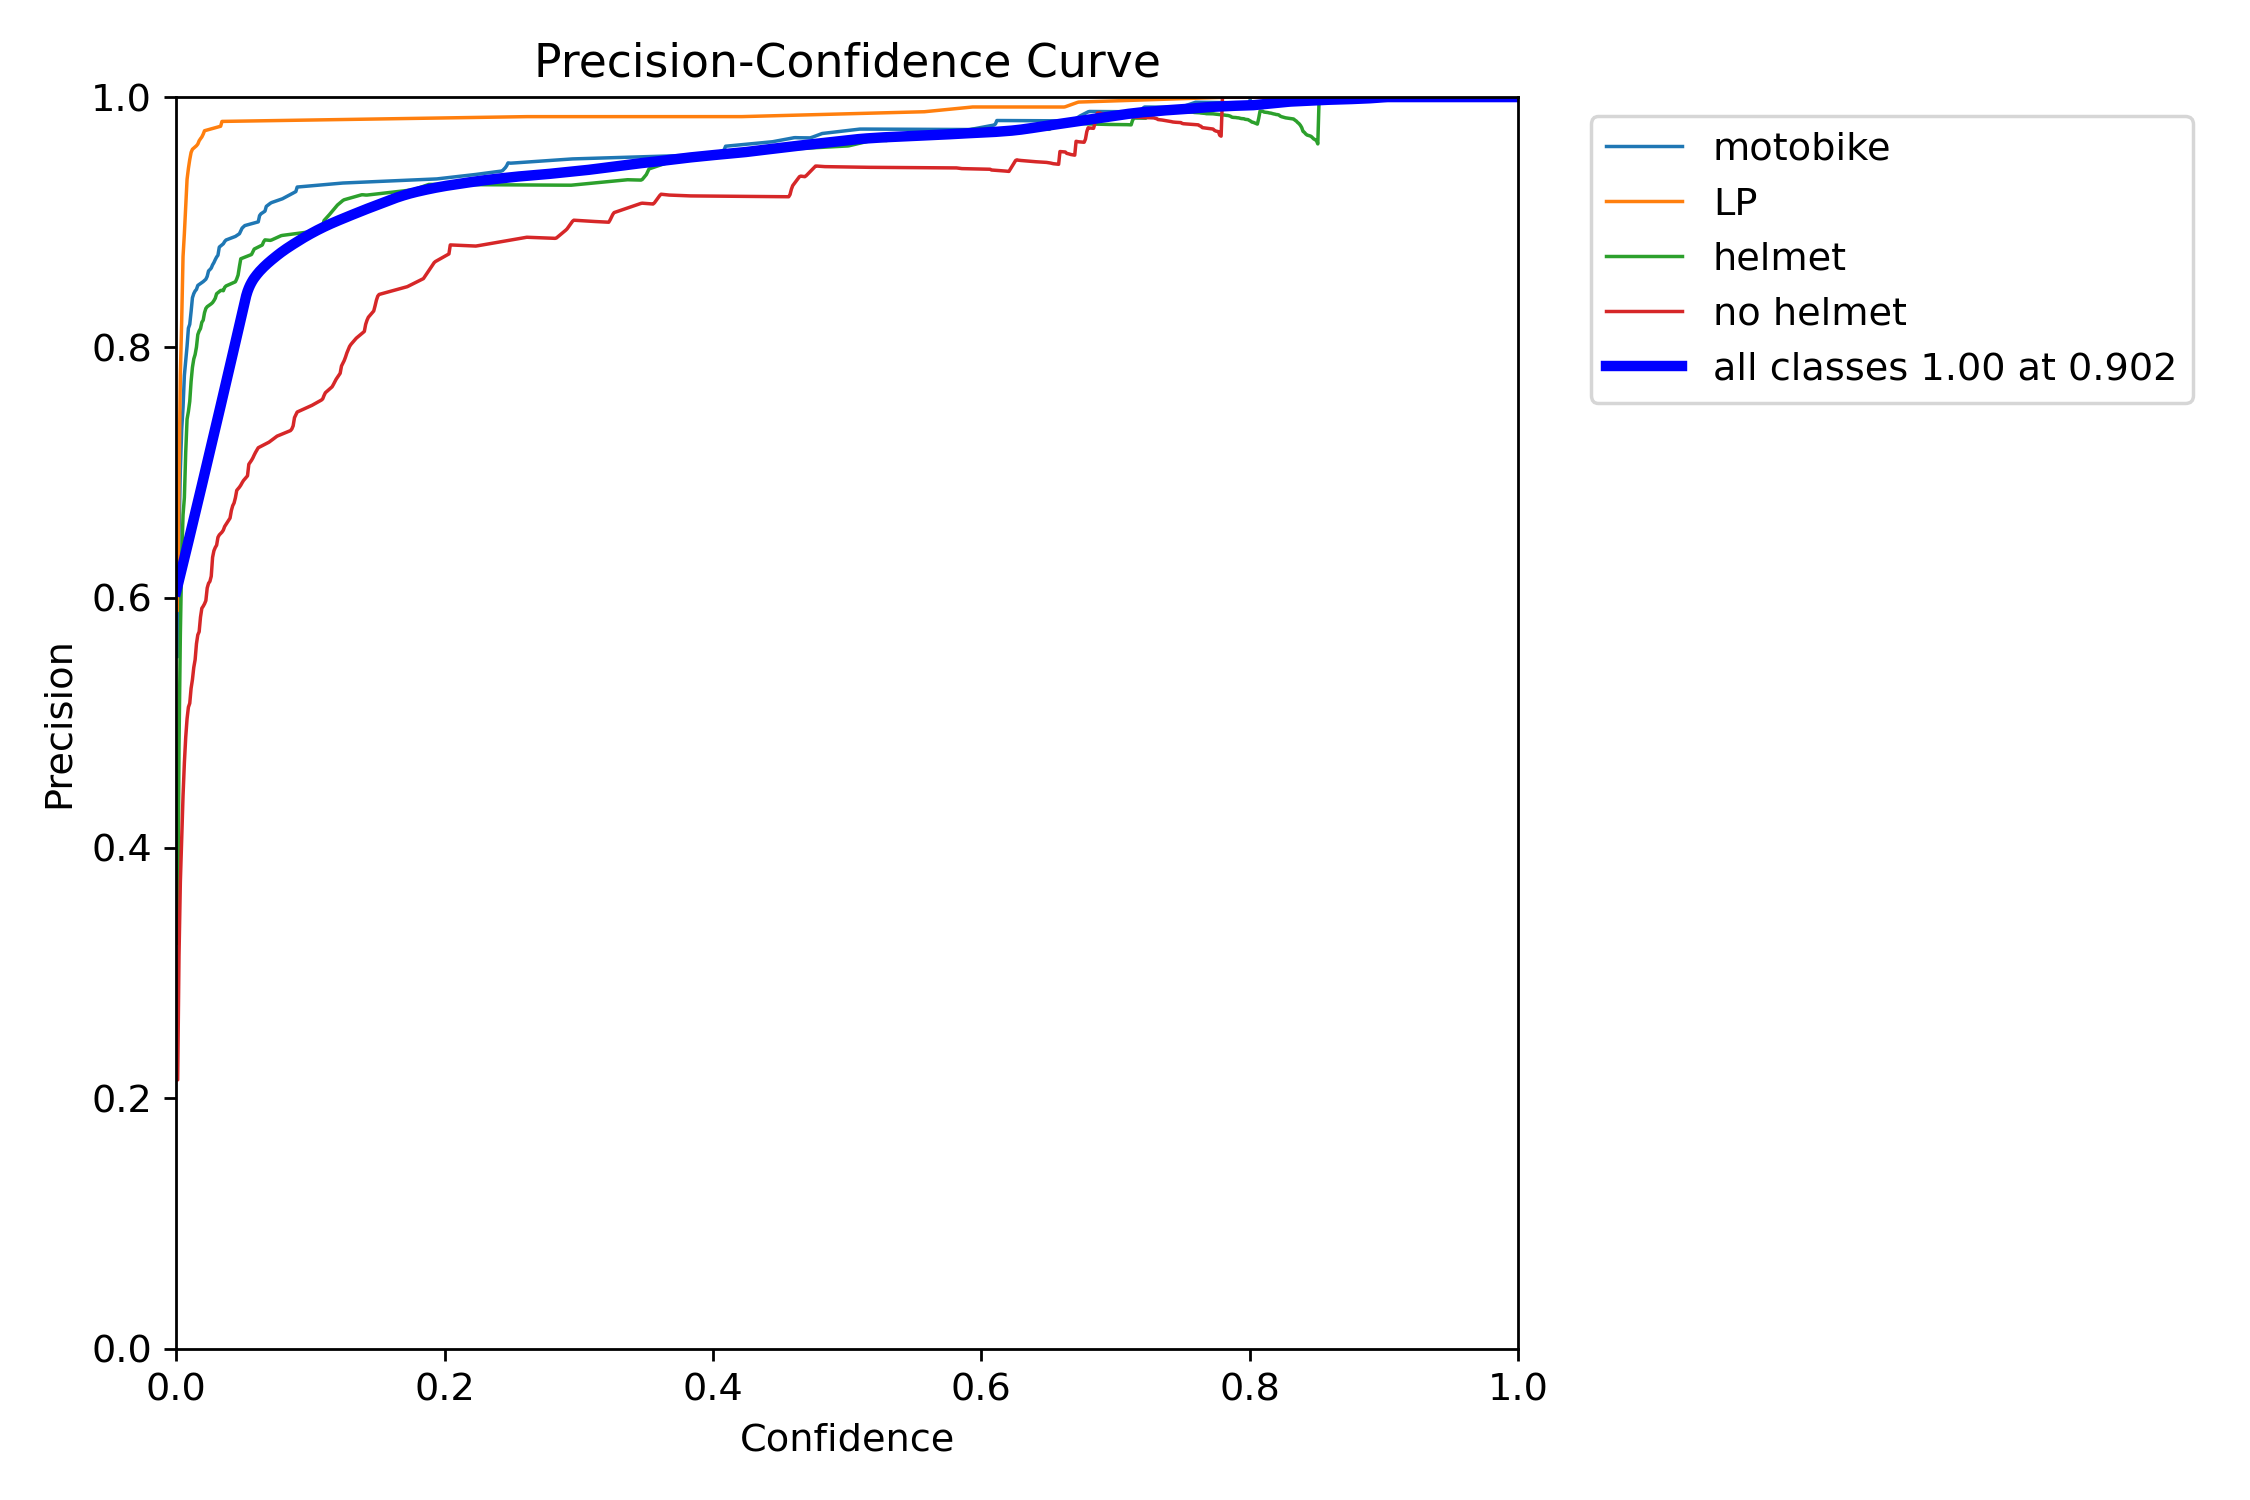 Precision-Confidence Curve
1.0
0.8
0.6
0.4
0.2
0.0
Precision
0.0 0.2 0.4 0.6 0.8 1.0
Confidence
motobike
LP
helmet
no helmet
all classes 1.00 at 0.902